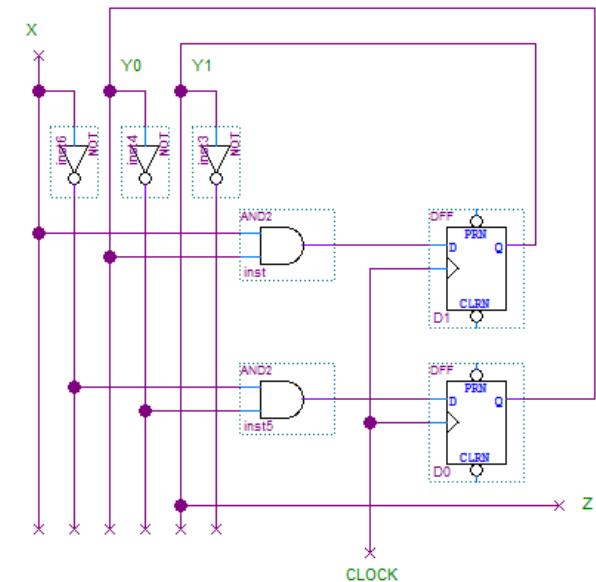 X
Y0
Y1
inst6
NOT
inst4
NOT
inst3
NOT
AND2
inst
DFF
PRN
D
Q
CLRN
D1
AND2
inst5
DFF
PRN
D
Q
CLRN
D0
Z
CLOCK